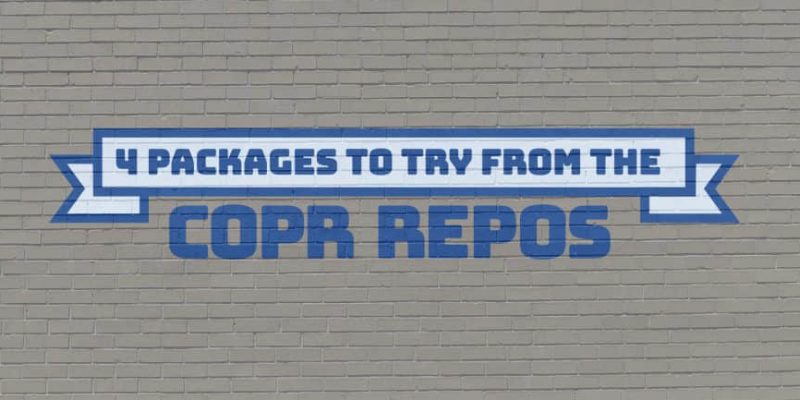 4 PACKAGES TO TRY FROM THE
COPR REPOS